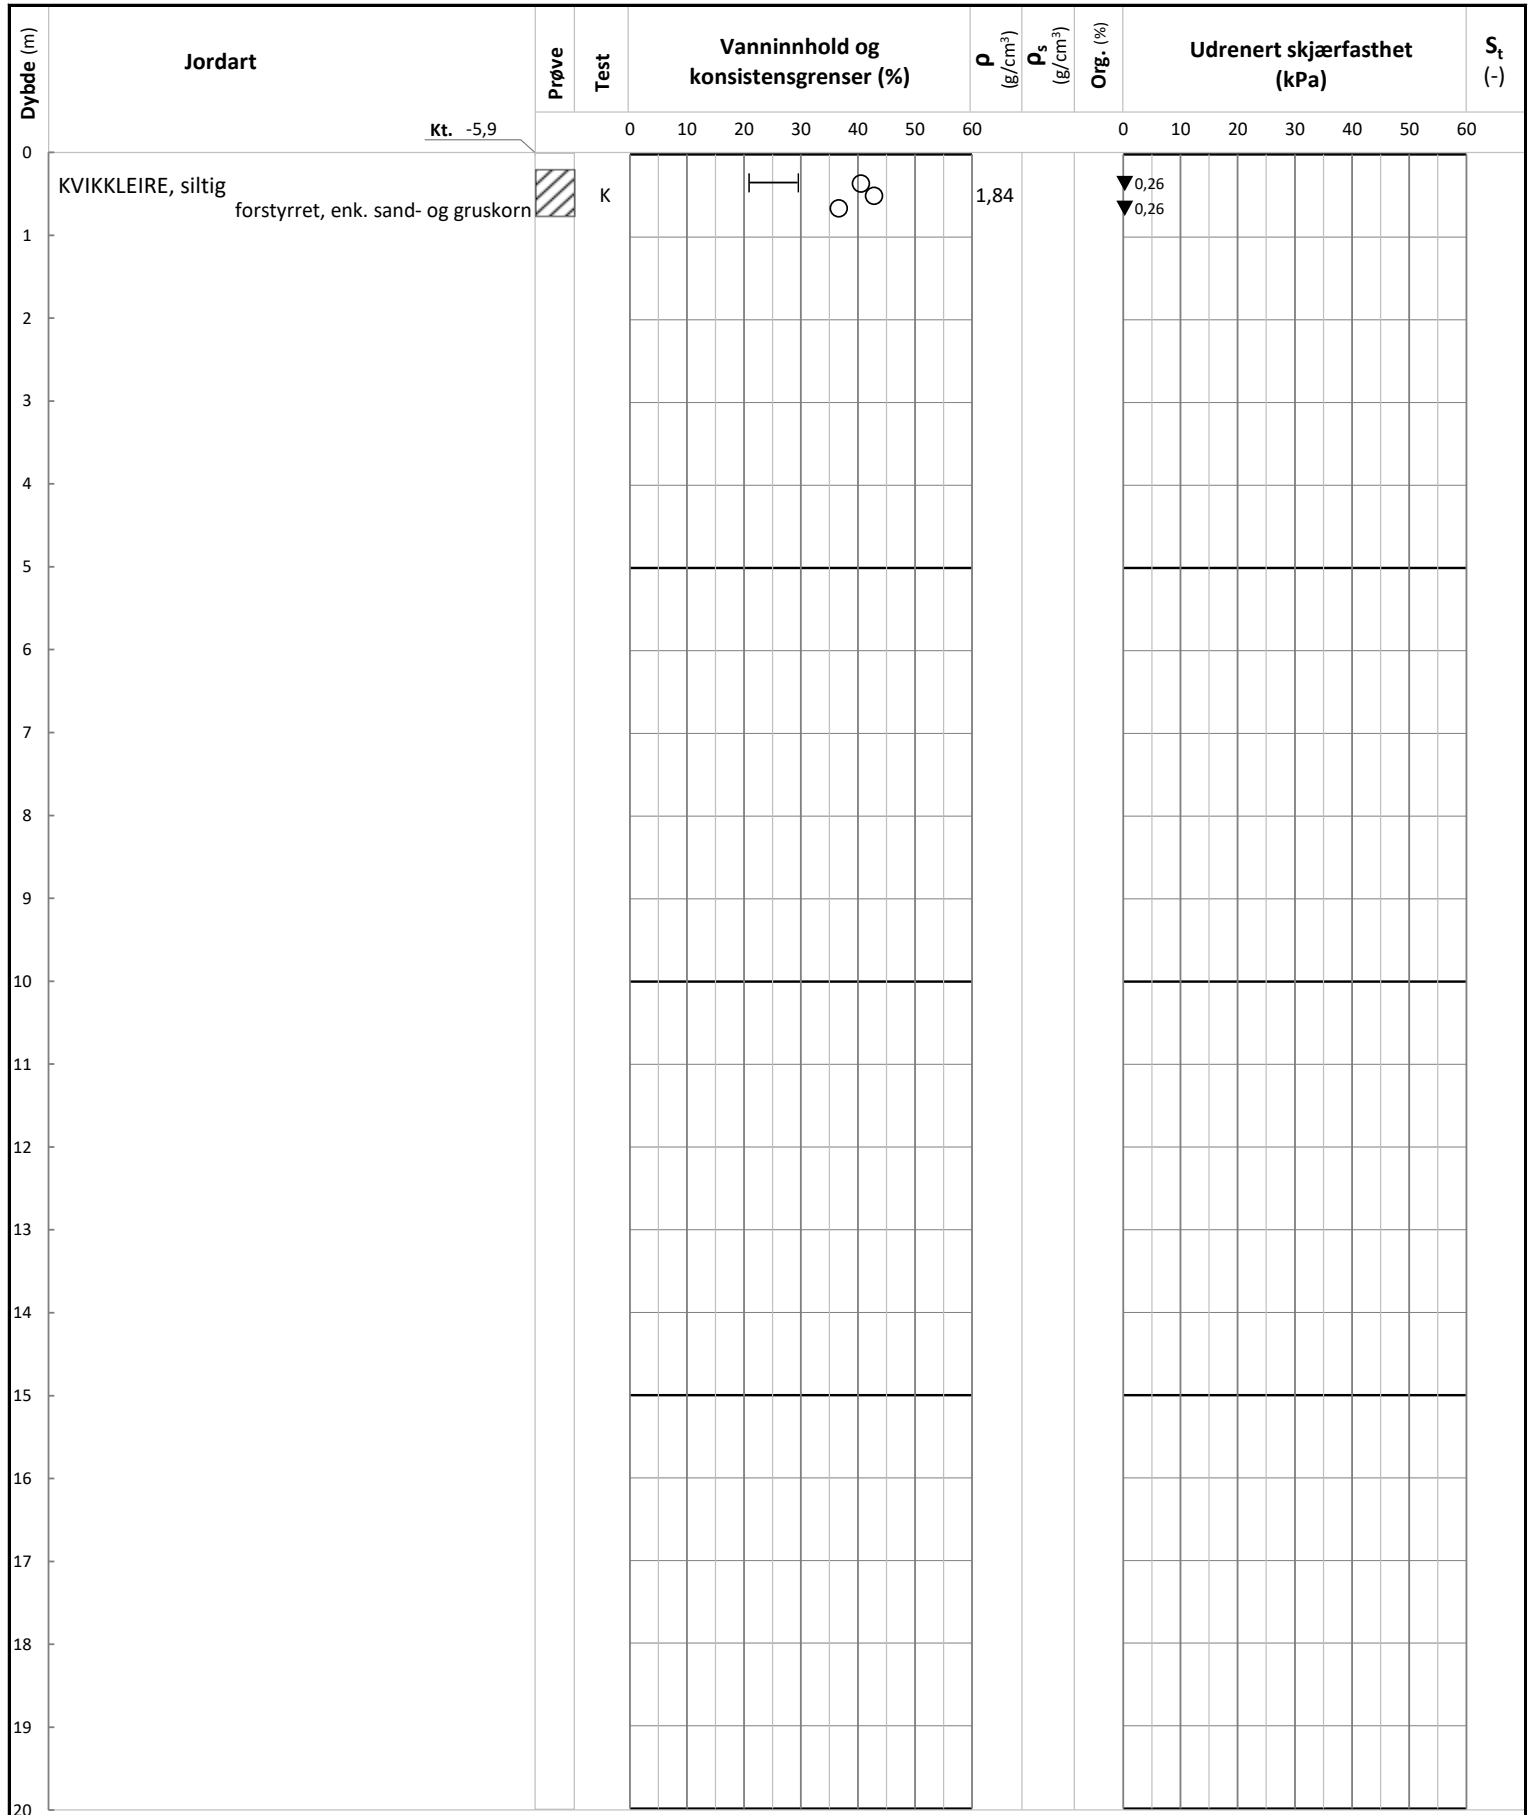 Dybde (m)
Jordart
Prøve
Test
Vanninnhold og
konsistensgrenser (%)
ρ
(g/cm³)
ρs
(g/cm³)
Org. (%)
Udrenert skjærfasthet
(kPa)
St
(-)
Kt. -5,9
0 10 20 30 40 50 60
0 10 20 30 40 50 60
0
KVIKKLEIRE, siltig
forstyrret, enk. sand- og gruskorn
K
1,84
0,26
0,26
1
2
3
4
5
6
7
8
9
10
11
12
13
14
15
16
17
18
19
20